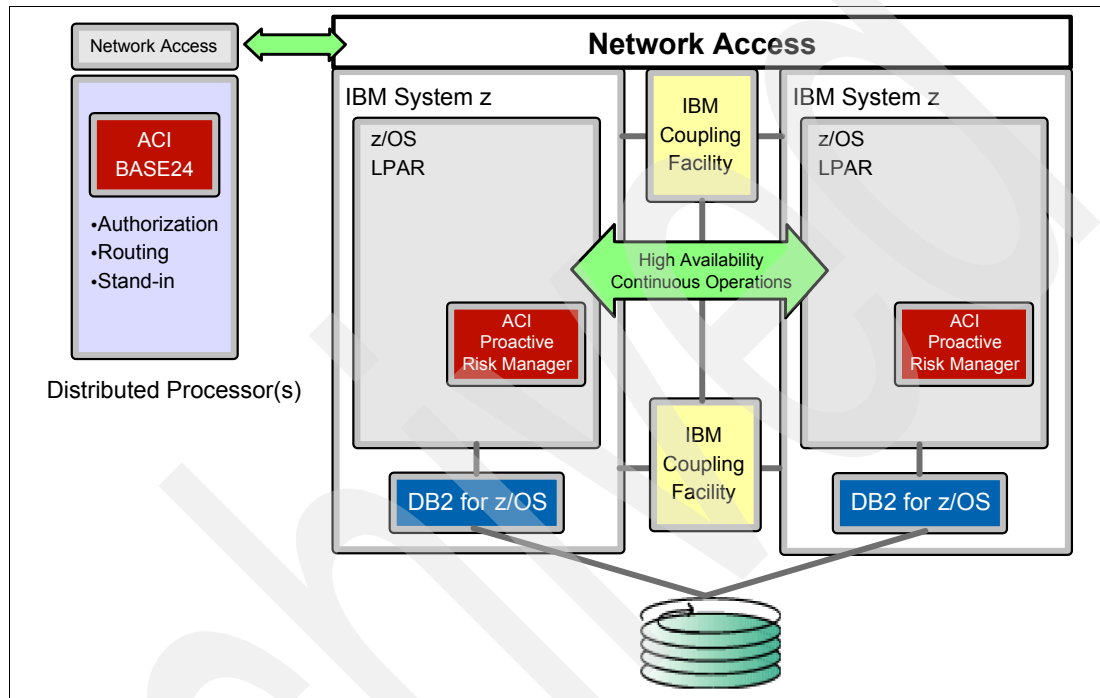 Network Access
Network Access
ACI
BASE24
•Authorization
•Routing
•Stand-in
Distributed Processor(s)
IBM System z
z/OS
LPAR
ACI
Proactive
Risk Manager
DB2 for z/OS
IBM
Coupling
Facility
High Availability
Continuous Operations
IBM
Coupling
Facility
IBM System z
z/OS
LPAR
ACI
Proactive
Risk Manager
DB2 for z/OS